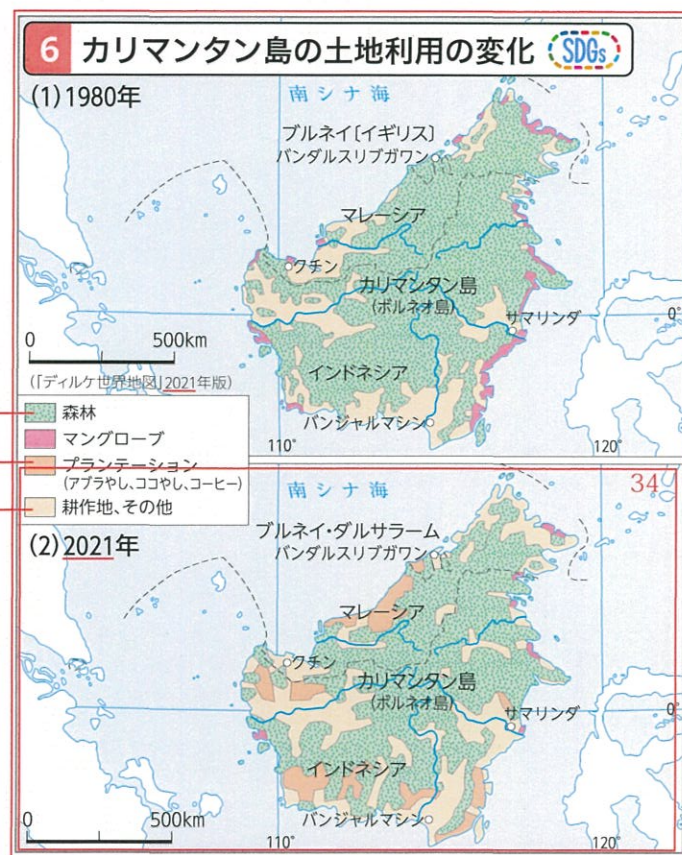 6 カリマンタン島の土地利用の変化 SDGs
(1)1980年
南シナ海
ブルネイ〔イギリス〕
バンダルスリブガワン
マレーシア
クチン
カリマンタン島
(ボルネオ島)
サマリンダ
0 500km
0°
(「ディルケ世界地図」2021年版)
インドネシア
バンジャルマシン
110° 120°
森林
マングローブ
プランテーション
(アブラやし、ココやし、コーヒー)
耕作地、その他
34
(2)2021年
南シナ海
ブルネイ・ダルサラーム
バンダルスリブガワン
マレーシア
クチン
カリマンタン島
(ボルネオ島)
サマリンダ
0°
インドネシア
0 500km
バンジャルマシン
110° 120°